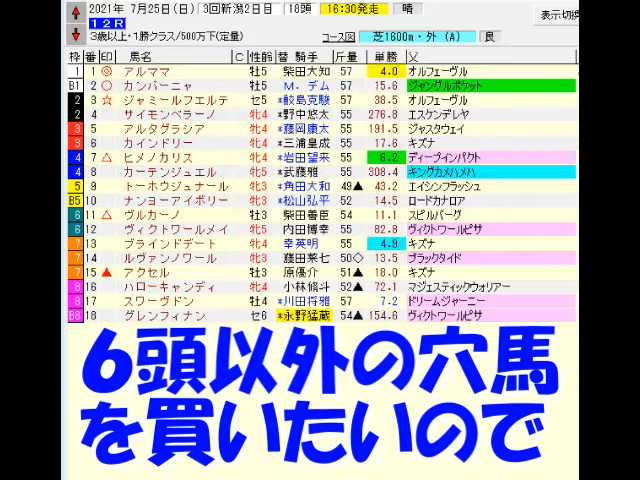 2021年 7月25日(日) 3回新潟2日目 18頭 16:30発走 晴
表示切換
12R
3歳以上・1勝クラス/500万下(定量) コース図 芝1600m・外 (A) 良
枠 番 印 馬名 C 性齢 替 騎手 斤量 単勝 父
1 1 ◎ アルママ 牡5 柴田大知 57 4.0 オルフェーヴル
B1 2 ○ カンバーニャ 牡5 M.デム 57 15.6 ジャングルポケット
2 3 ☆ ジャミールフエルテ セ5 *鮫島克駿 57 38.5 オルフェーヴル
2 4 サイモンベラーノ 牝4 *野中悠太 55 276.8 エスケンデレヤ
3 5 アルタグラシア 牝4 *藤岡康太 55 191.5 ジャスタウェイ
3 6 カインドリー 牝4 *三浦皇成 55 17.6 キズナ
4 7 △ ヒメノカリス 牝4 *岩田望来 55 6.2 ディープインパクト
4 8 カーテンジュエル 牝5 *武藤雅 55 308.4 キングカメハメハ
5 9 トーホウジュナール 牝3 *角田大和 49▲ 43.2 エイシンフラッシュ
B5 10 ナンヨーアイボリー 牝3 *松山弘平 52 14.5 ロードカナロア
6 11 △ ヴルカーノ 牡3 柴田善臣 54 11.1 スピルバーグ
6 12 ヴィクトワールメイ 牝5 内田博幸 55 82.8 ヴィクトワールピサ
7 13 ブラインドデート 牝4 幸英明 55 4.9 キズナ
7 14 ルヴァンノワール 牝3 藤田菜七 50◇ 13.5 ブラックタイド
7 15 ▲ アクセル 牡3 原優介 51▲ 18.0 キズナ
8 16 ハローキャンディ 牝4 小林脩斗 52▲ 72.1 マジェスティックウォリアー
8 17 スワーヴドン 牡4 *川田将雅 57 7.2 ドリームジャーニー
B8 18 グレンフィナン セ6 *永野猛蔵 54▲ 154.6 ヴィクトワールピサ
6頭以外の穴馬
を買いたいので